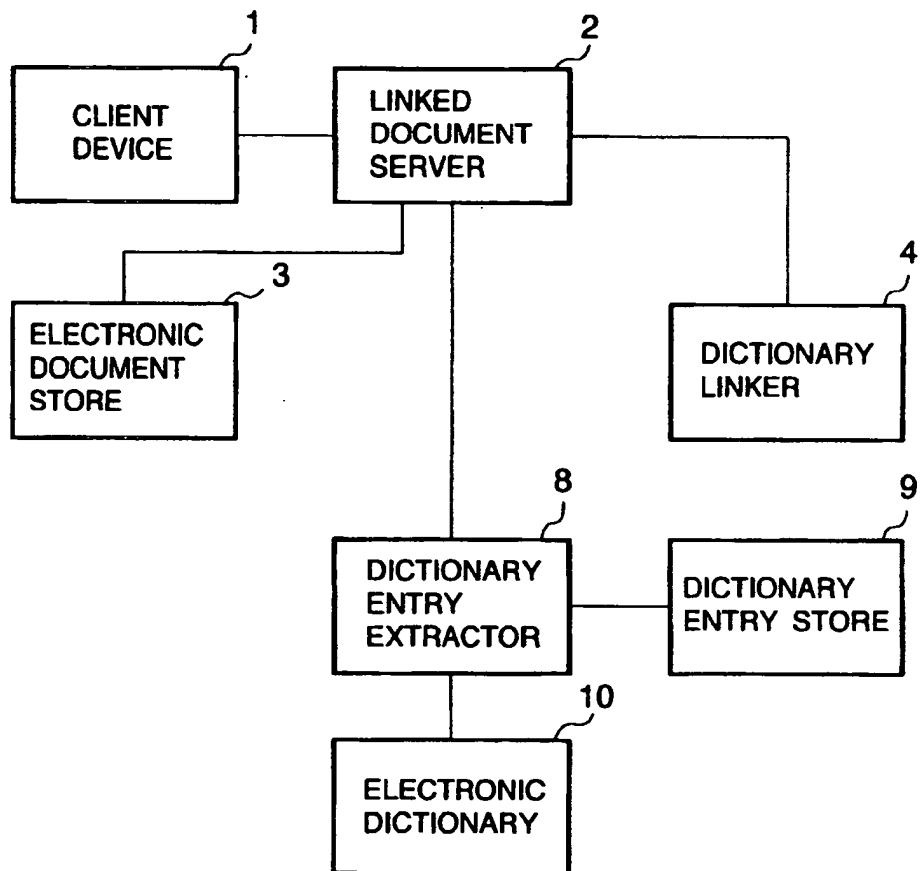 1
CLIENT
DEVICE
2
LINKED
DOCUMENT
SERVER
3
ELECTRONIC
DOCUMENT
STORE
4
DICTIONARY
LINKER
8
DICTIONARY
ENTRY
EXTRACTOR
9
DICTIONARY
ENTRY STORE
10
ELECTRONIC
DICTIONARY